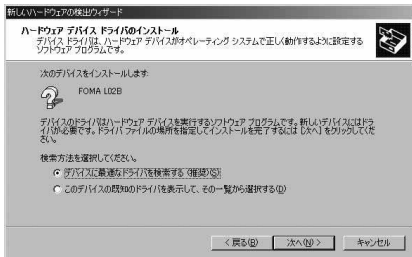 新しいハードウェアの検出ウィザード
ハードウェア デバイス ドライバのインストール
デバイス ドライバは、ハードウェア デバイスがオペレーティング システムで正しく動作するように設定する
ソフトウェア プログラムです。
次のデバイスをインストールします:
FOMA L02B
デバイスのドライバはハードウェア デバイスを実行するソフトウェア プログラムです。新しいデバイスにはドラ
イバが必要です。ドライバ ファイルの場所を指定してインストールを完了するには [次へ] をクリックしてくだ
さい。
検索方法を選択してください。
デバイスに最適なドライバを検索する (推奨)(S)
このデバイスの既知のドライバを表示して、その一覧から選択する(D)
< 戻る(B)
次へ(N) >
キャンセル